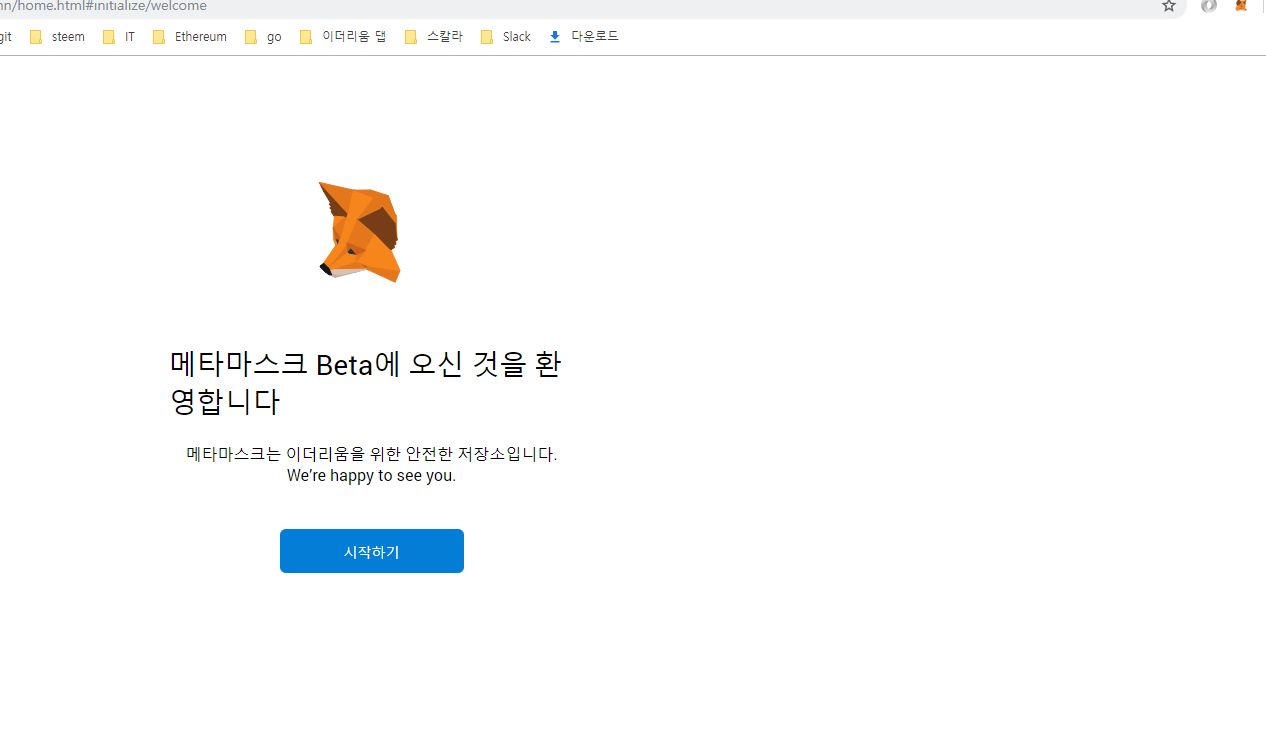 nn/home.html#initialize/welcome
git steem IT Ethereum go 이더리움 댑 스칼라 Slack 다운로드
메타마스크 Beta에 오신 것을 환
영합니다
메타마스크는 이더리움을 위한 안전한 저장소입니다.
We're happy to see you.
시작하기